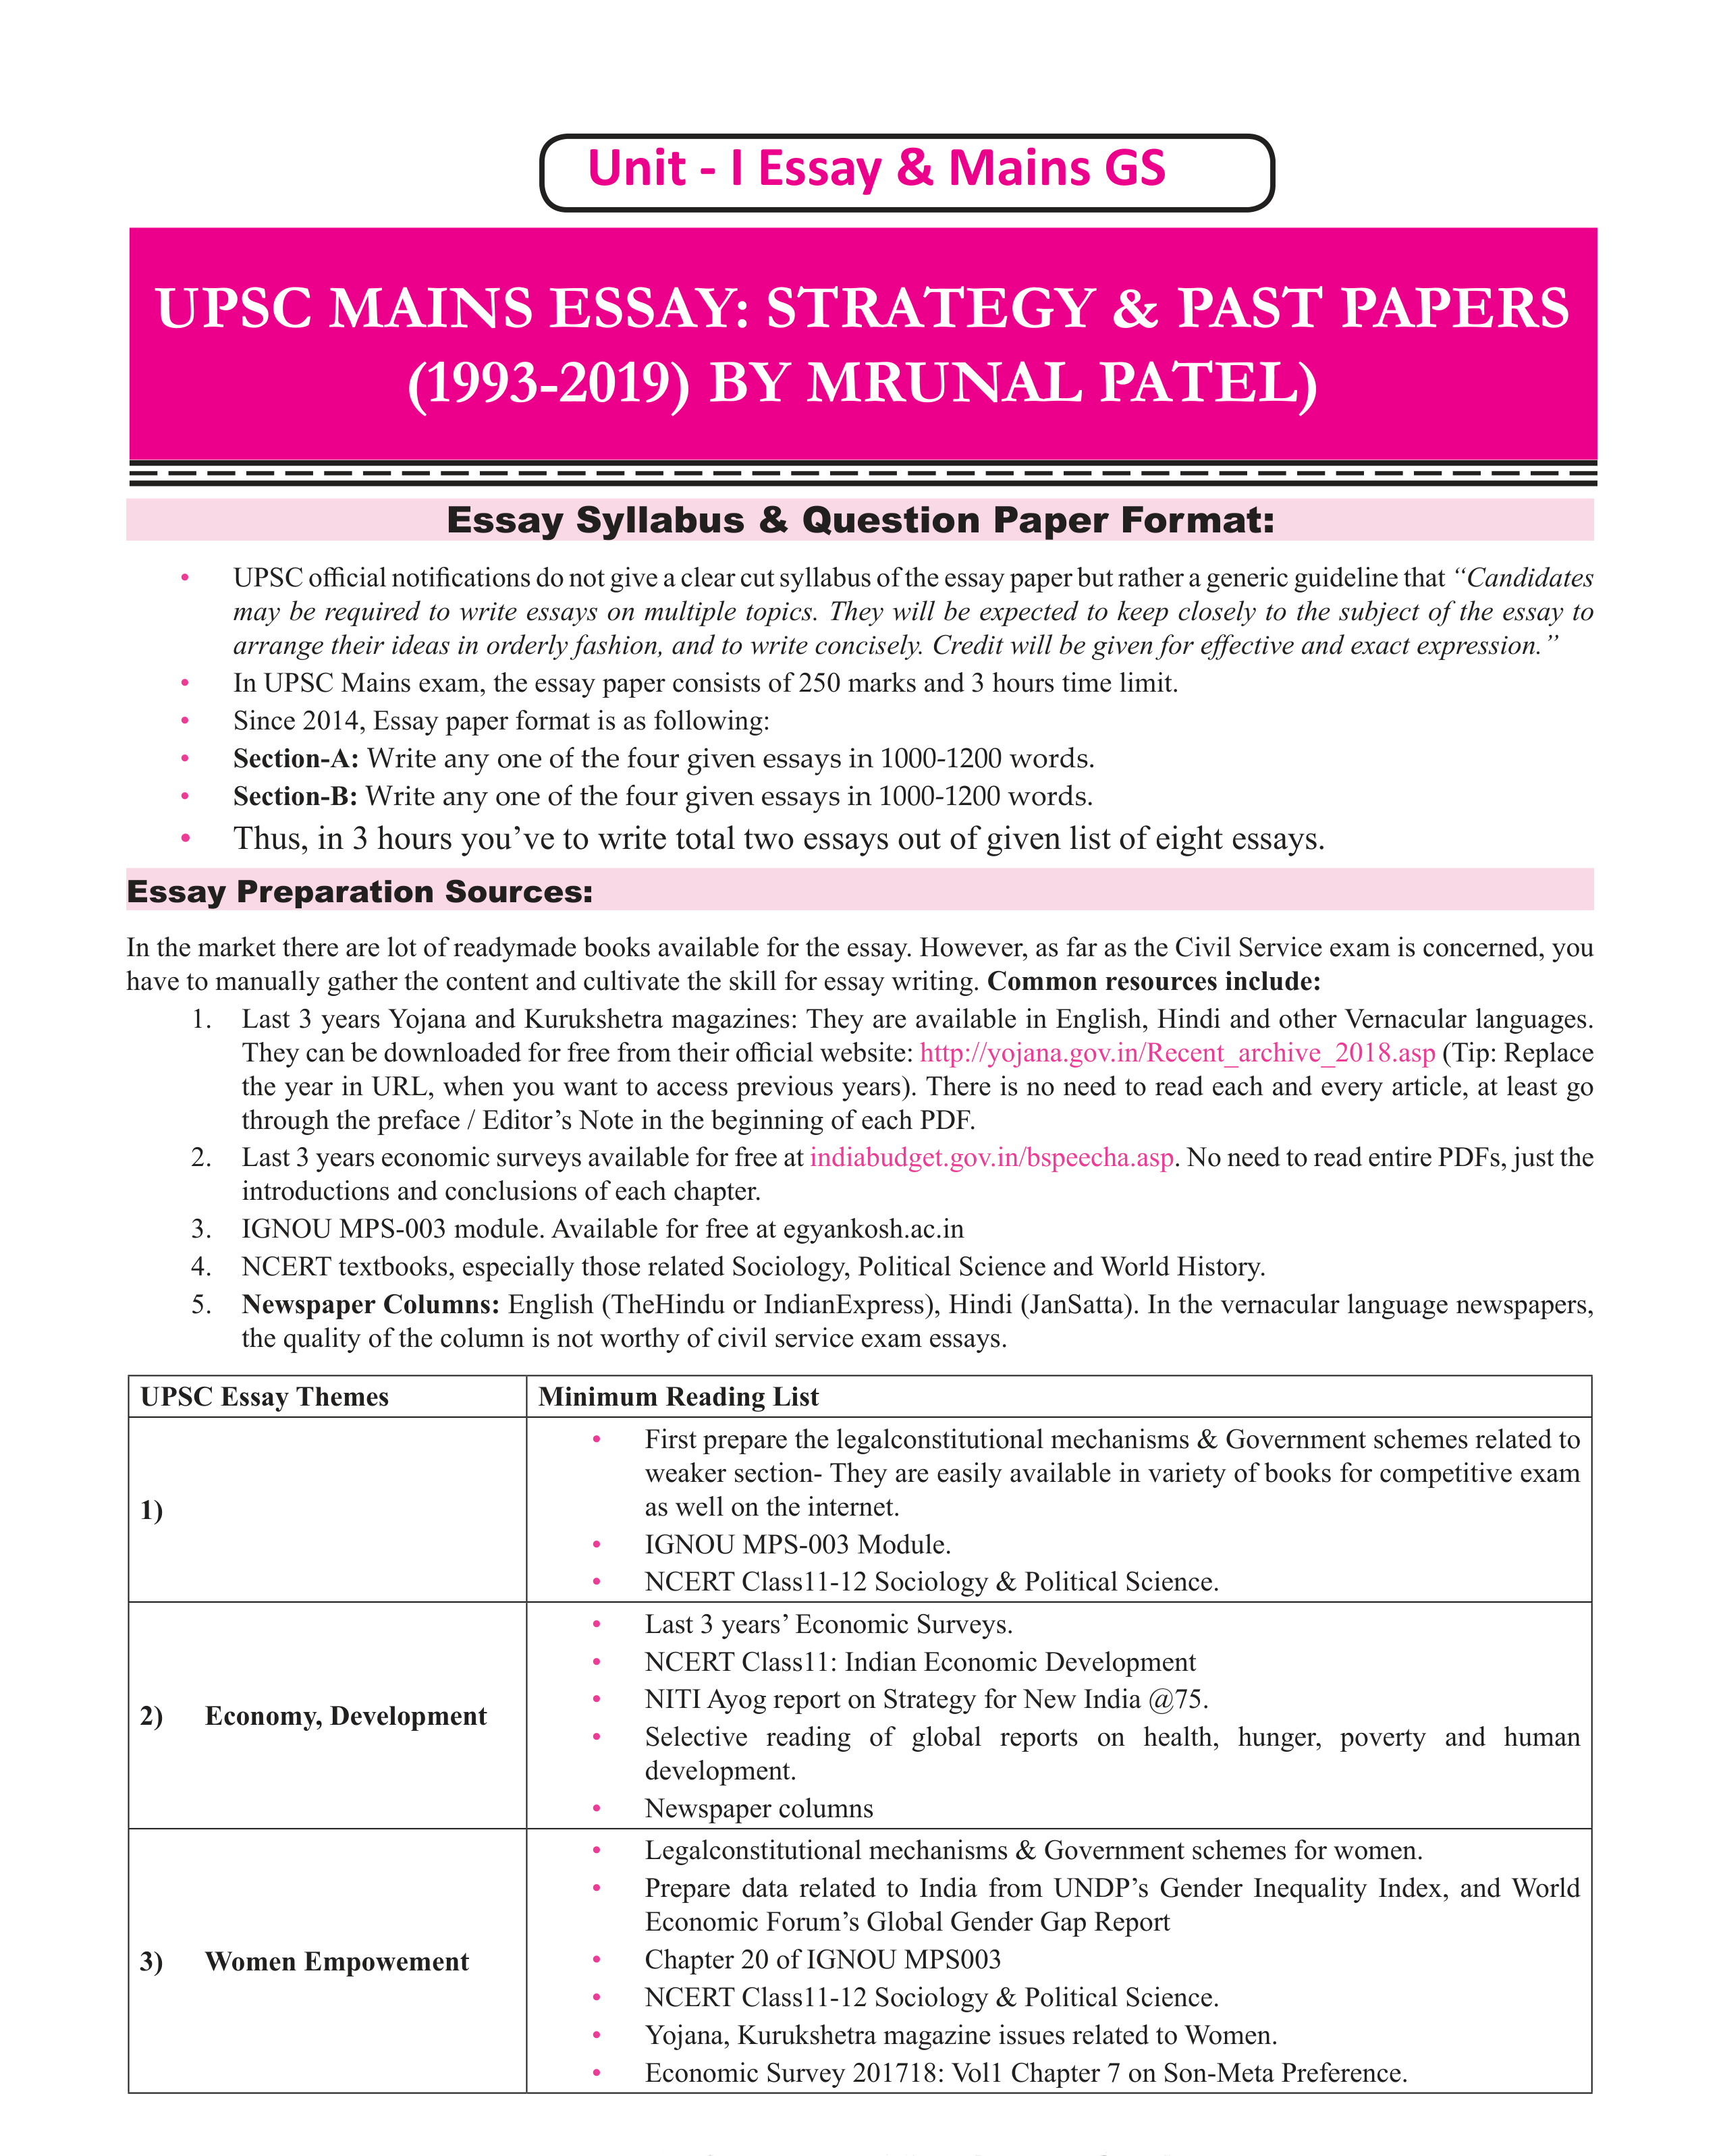 Unit - I Essay & Mains GS
UPSC MAINS ESSAY: STRATEGY & PAST PAPERS
(1993-2019) BY MRUNAL PATEL)
Essay Syllabus & Question Paper Format:
• UPSC official notifications do not give a clear cut syllabus of the essay paper but rather a generic guideline that “Candidates
may be required to write essays on multiple topics. They will be expected to keep closely to the subject of the essay to
arrange their ideas in orderly fashion, and to write concisely. Credit will be given for effective and exact expression.”
• In UPSC Mains exam, the essay paper consists of 250 marks and 3 hours time limit.
• Since 2014, Essay paper format is as following:
• Section-A: Write any one of the four given essays in 1000-1200 words.
• Section-B: Write any one of the four given essays in 1000-1200 words.
• Thus, in 3 hours you’ve to write total two essays out of given list of eight essays.
Essay Preparation Sources:
In the market there are lot of readymade books available for the essay. However, as far as the Civil Service exam is concerned, you
have to manually gather the content and cultivate the skill for essay writing. Common resources include:
1. Last 3 years Yojana and Kurukshetra magazines: They are available in English, Hindi and other Vernacular languages.
They can be downloaded for free from their official website: http://yojana.gov.in/Recent_archive_2018.asp (Tip: Replace
the year in URL, when you want to access previous years). There is no need to read each and every article, at least go
through the preface / Editor’s Note in the beginning of each PDF.
2. Last 3 years economic surveys available for free at indiabudget.gov.in/bspeecha.asp. No need to read entire PDFs, just the
introductions and conclusions of each chapter.
3. IGNOU MPS-003 module. Available for free at egyankosh.ac.in
4. NCERT textbooks, especially those related Sociology, Political Science and World History.
5. Newspaper Columns: English (TheHindu or IndianExpress), Hindi (JanSatta). In the vernacular language newspapers,
the quality of the column is not worthy of civil service exam essays.
UPSC Essay Themes
Minimum Reading List
1)
• First prepare the legalconstitutional mechanisms & Government schemes related to
weaker section- They are easily available in variety of books for competitive exam
as well on the internet.
• IGNOU MPS-003 Module.
• NCERT Class11-12 Sociology & Political Science.
2) Economy, Development
• Last 3 years’ Economic Surveys.
• NCERT Class11: Indian Economic Development
• NITI Ayog report on Strategy for New India @75.
• Selective reading of global reports on health, hunger, poverty and human
development.
• Newspaper columns
3) Women Empowement
• Legalconstitutional mechanisms & Government schemes for women.
• Prepare data related to India from UNDP’s Gender Inequality Index, and World
Economic Forum’s Global Gender Gap Report
• Chapter 20 of IGNOU MPS003
• NCERT Class11-12 Sociology & Political Science.
• Yojana, Kurukshetra magazine issues related to Women.
• Economic Survey 201718: Vol1 Chapter 7 on Son-Meta Preference.